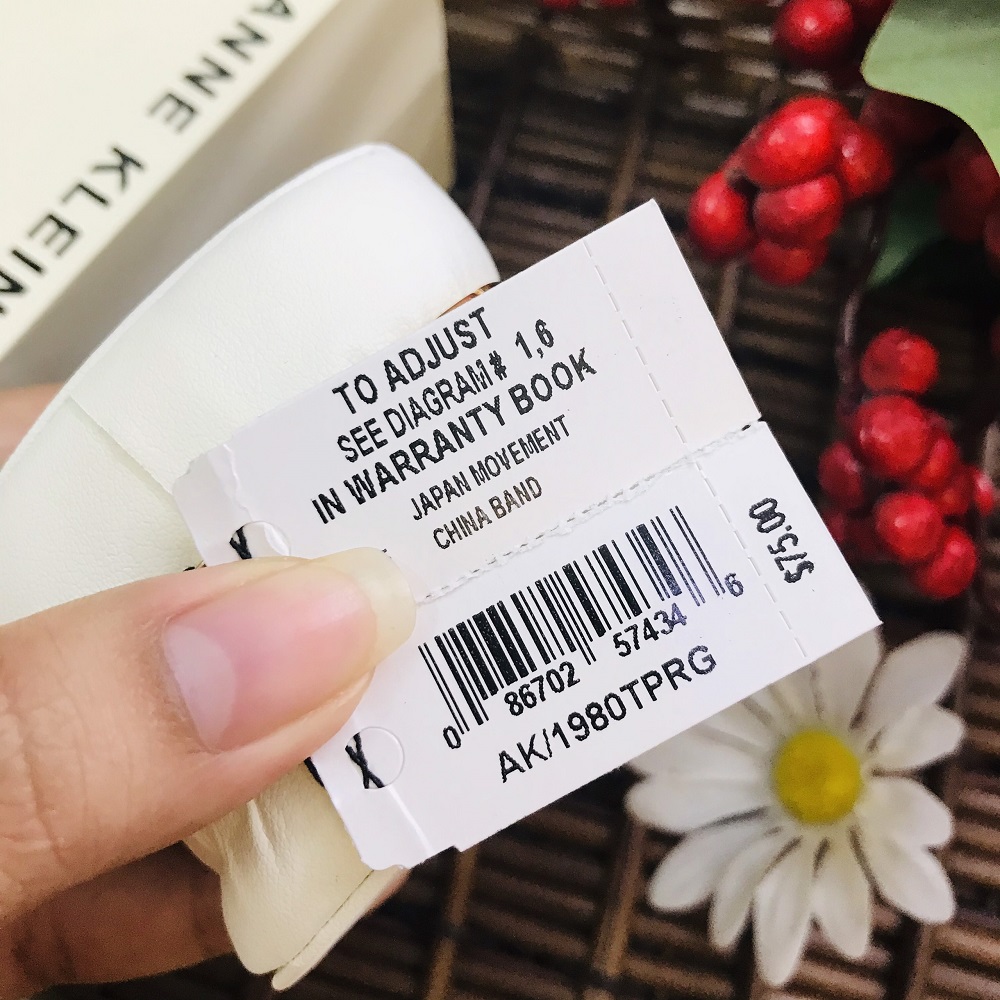 ANNE KLEIN
TO ADJUST
SEE DIAGRAM# 1,6
IN WARRANTY BOOK
JAPAN MOVEMENT
CHINA BAND
0 86702 57434 6
AK/1980TPRG
$75.00